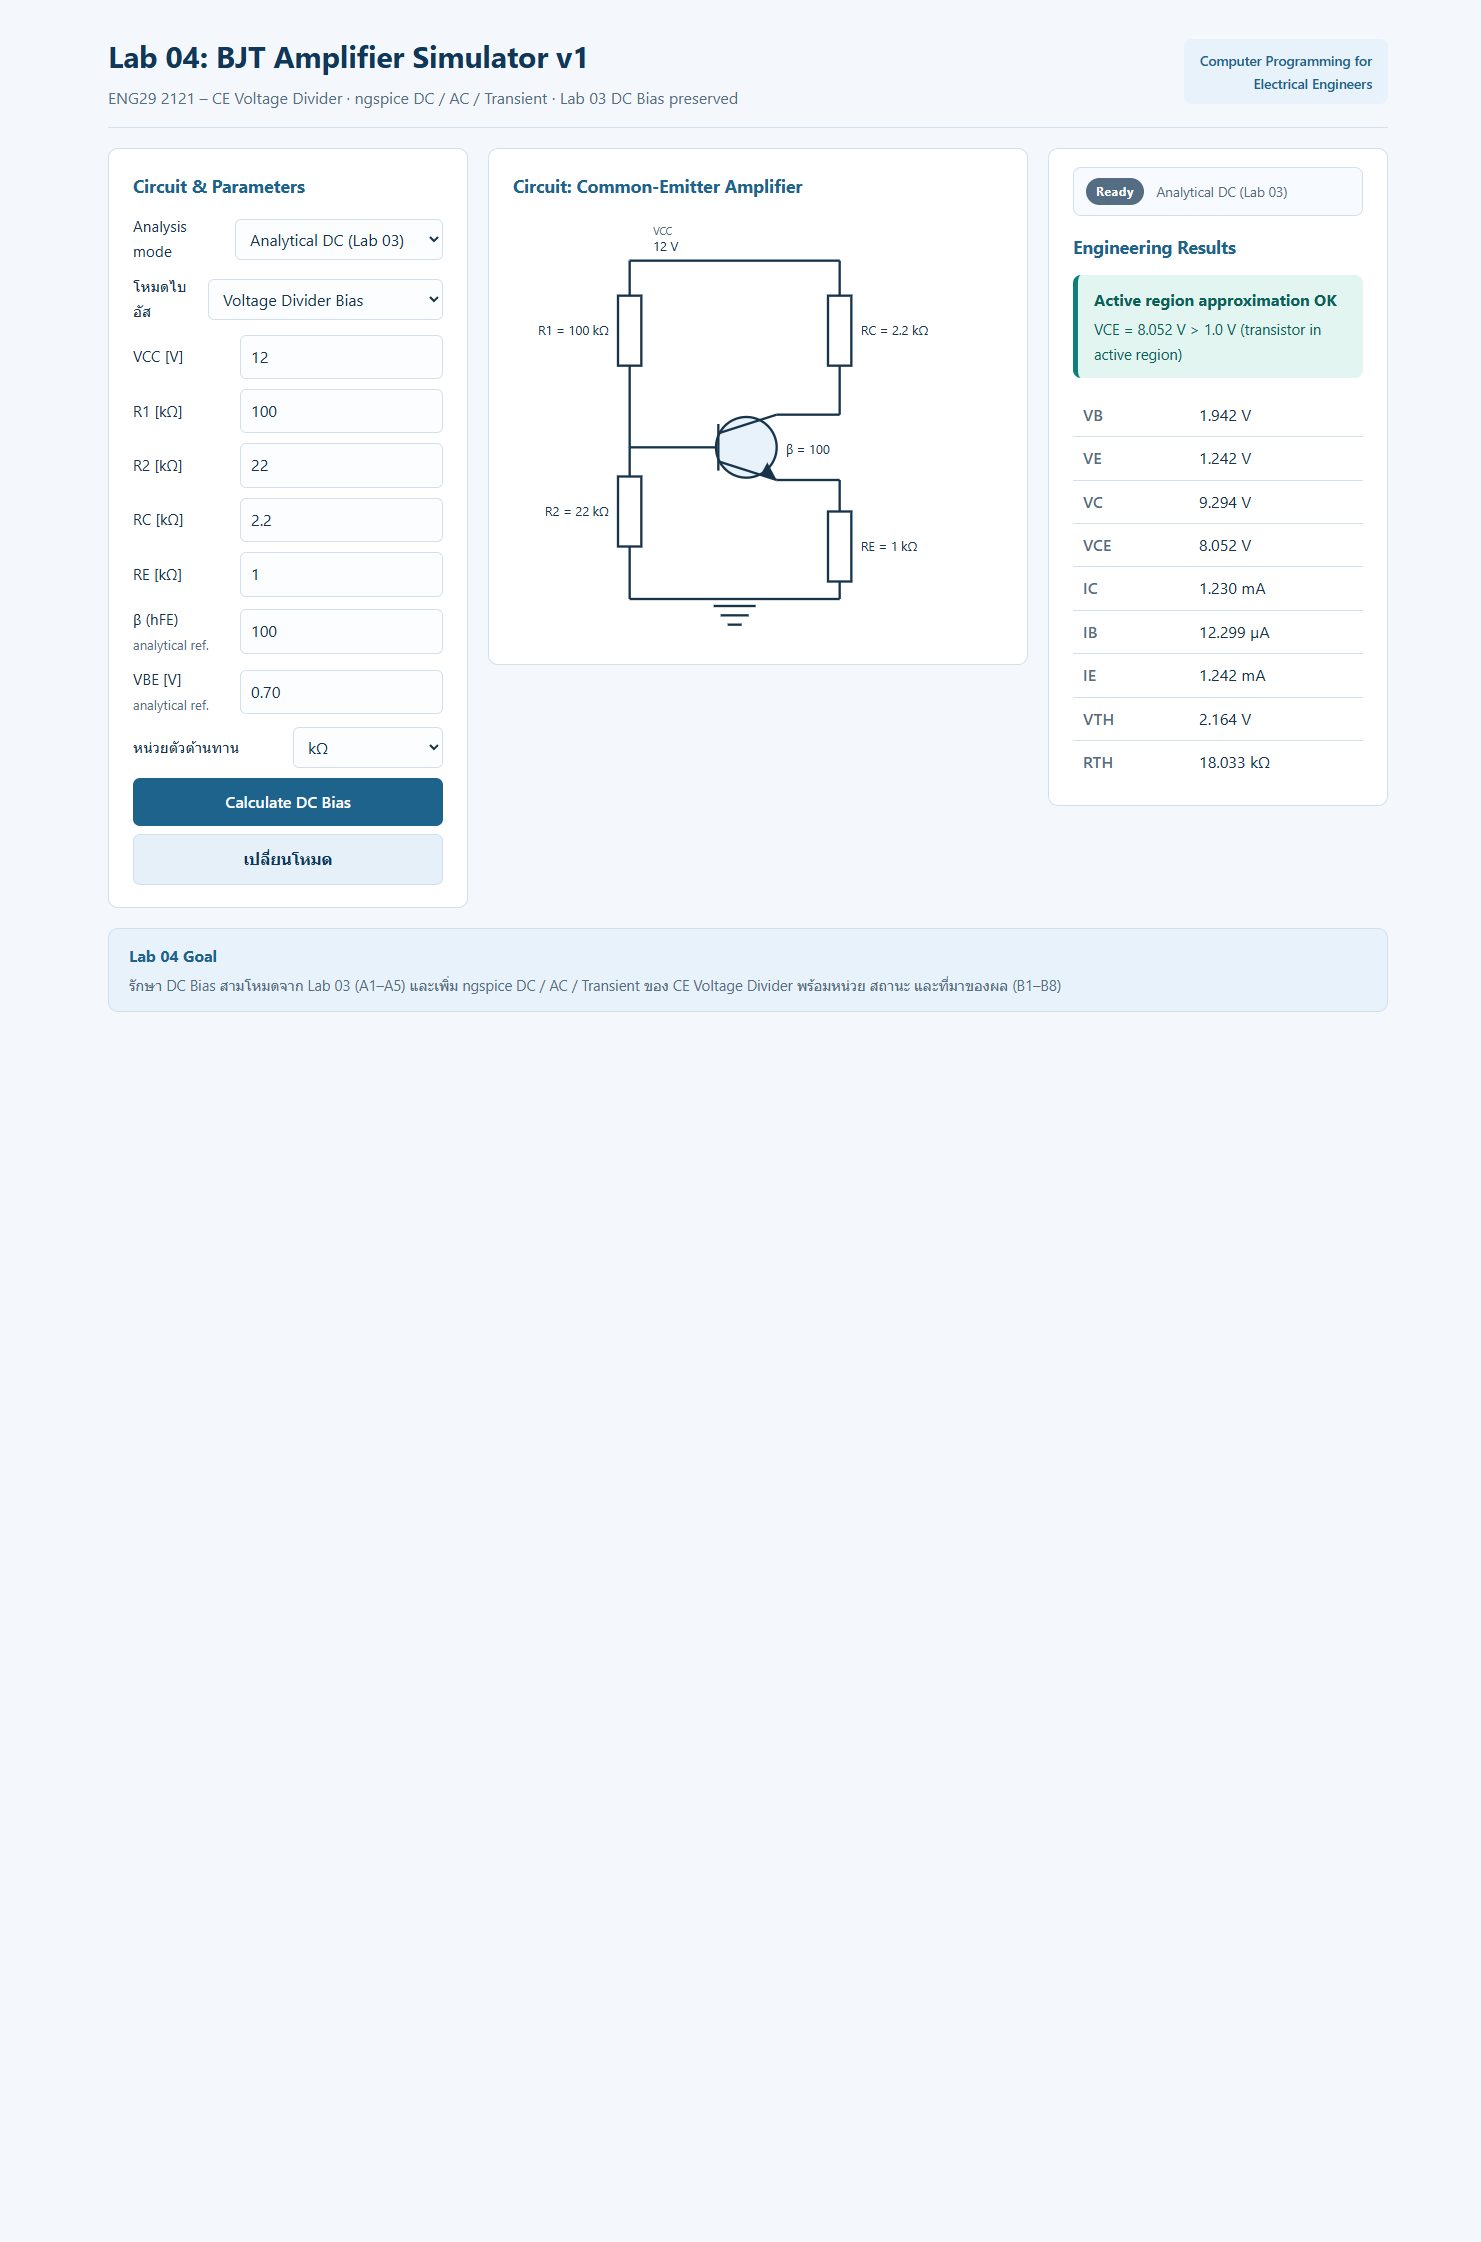 Lab 04: BJT Amplifier Simulator v1
ENG29 2121 – CE Voltage Divider · ngspice DC / AC / Transient · Lab 03 DC Bias preserved
Computer Programming for
Electrical Engineers
Circuit & Parameters
Analysis
mode
Analytical DC (Lab 03)
โหมดไบ
อัส
Voltage Divider Bias
VCC [V]
12
R1 [kΩ]
100
R2 [kΩ]
22
RC [kΩ]
2.2
RE [kΩ]
1
β (hFE)
analytical ref.
100
VBE [V]
analytical ref.
0.70
หน่วยตัวต้านทาน
kΩ
Calculate DC Bias
เปลี่ยนโหมด
Circuit: Common-Emitter Amplifier
VCC
12 V
R1 = 100 kΩ
RC = 2.2 kΩ
β = 100
R2 = 22 kΩ
RE = 1 kΩ
Ready
Analytical DC (Lab 03)
Engineering Results
Active region approximation OK
VCE = 8.052 V > 1.0 V (transistor in
active region)
VB 1.942 V
VE 1.242 V
VC 9.294 V
VCE 8.052 V
IC 1.230 mA
IB 12.299 µA
IE 1.242 mA
VTH 2.164 V
RTH 18.033 kΩ
Lab 04 Goal
รักษา DC Bias สามโหมดจาก Lab 03 (A1–A5) และเพิ่ม ngspice DC / AC / Transient ของ CE Voltage Divider พร้อมหน่วย สถานะ และที่มาของผล (B1–B8)